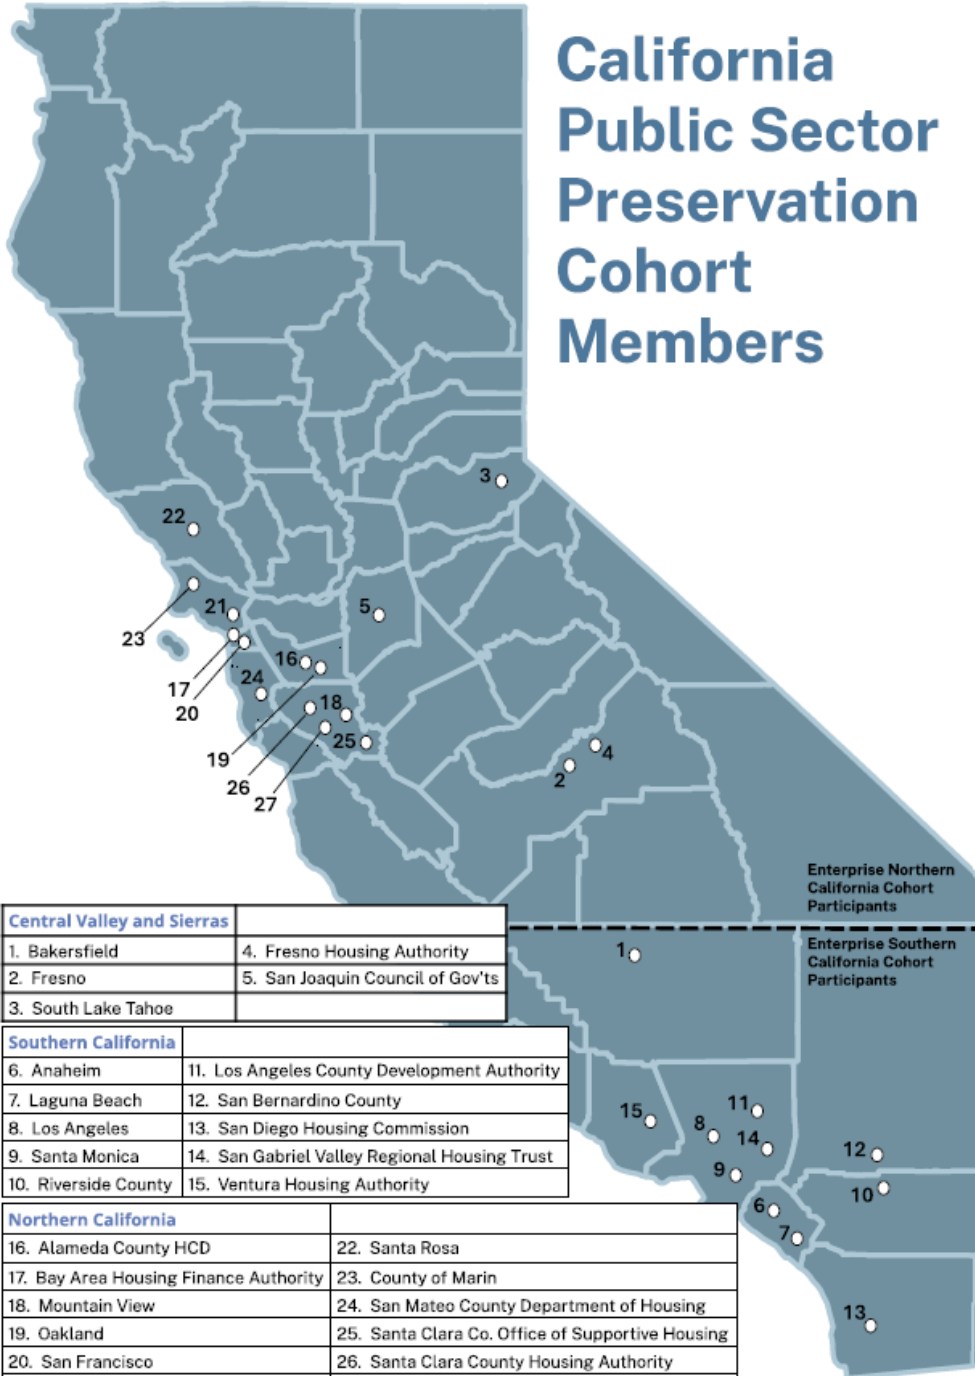 California
Public Sector
Preservation
Cohort
Members
3
22
21
5
23
16
17
24
20
18
19
25
26
27
4
2
Enterprise Northern
California Cohort
Participants
Enterprise Southern
California Cohort
Participants
1
15
11
8
14
12
9
10
6
7
13
Central Valley and Sierras
1. Bakersfield 4. Fresno Housing Authority
2. Fresno 5. San Joaquin Council of Gov'ts
3. South Lake Tahoe
Southern California
6. Anaheim 11. Los Angeles County Development Authority
7. Laguna Beach 12. San Bernardino County
8. Los Angeles 13. San Diego Housing Commission
9. Santa Monica 14. San Gabriel Valley Regional Housing Trust
10. Riverside County 15. Ventura Housing Authority
Northern California
16. Alameda County HCD 22. Santa Rosa
17. Bay Area Housing Finance Authority 23. County of Marin
18. Mountain View 24. San Mateo County Department of Housing
19. Oakland 25. Santa Clara Co. Office of Supportive Housing
20. San Francisco 26. Santa Clara County Housing Authority